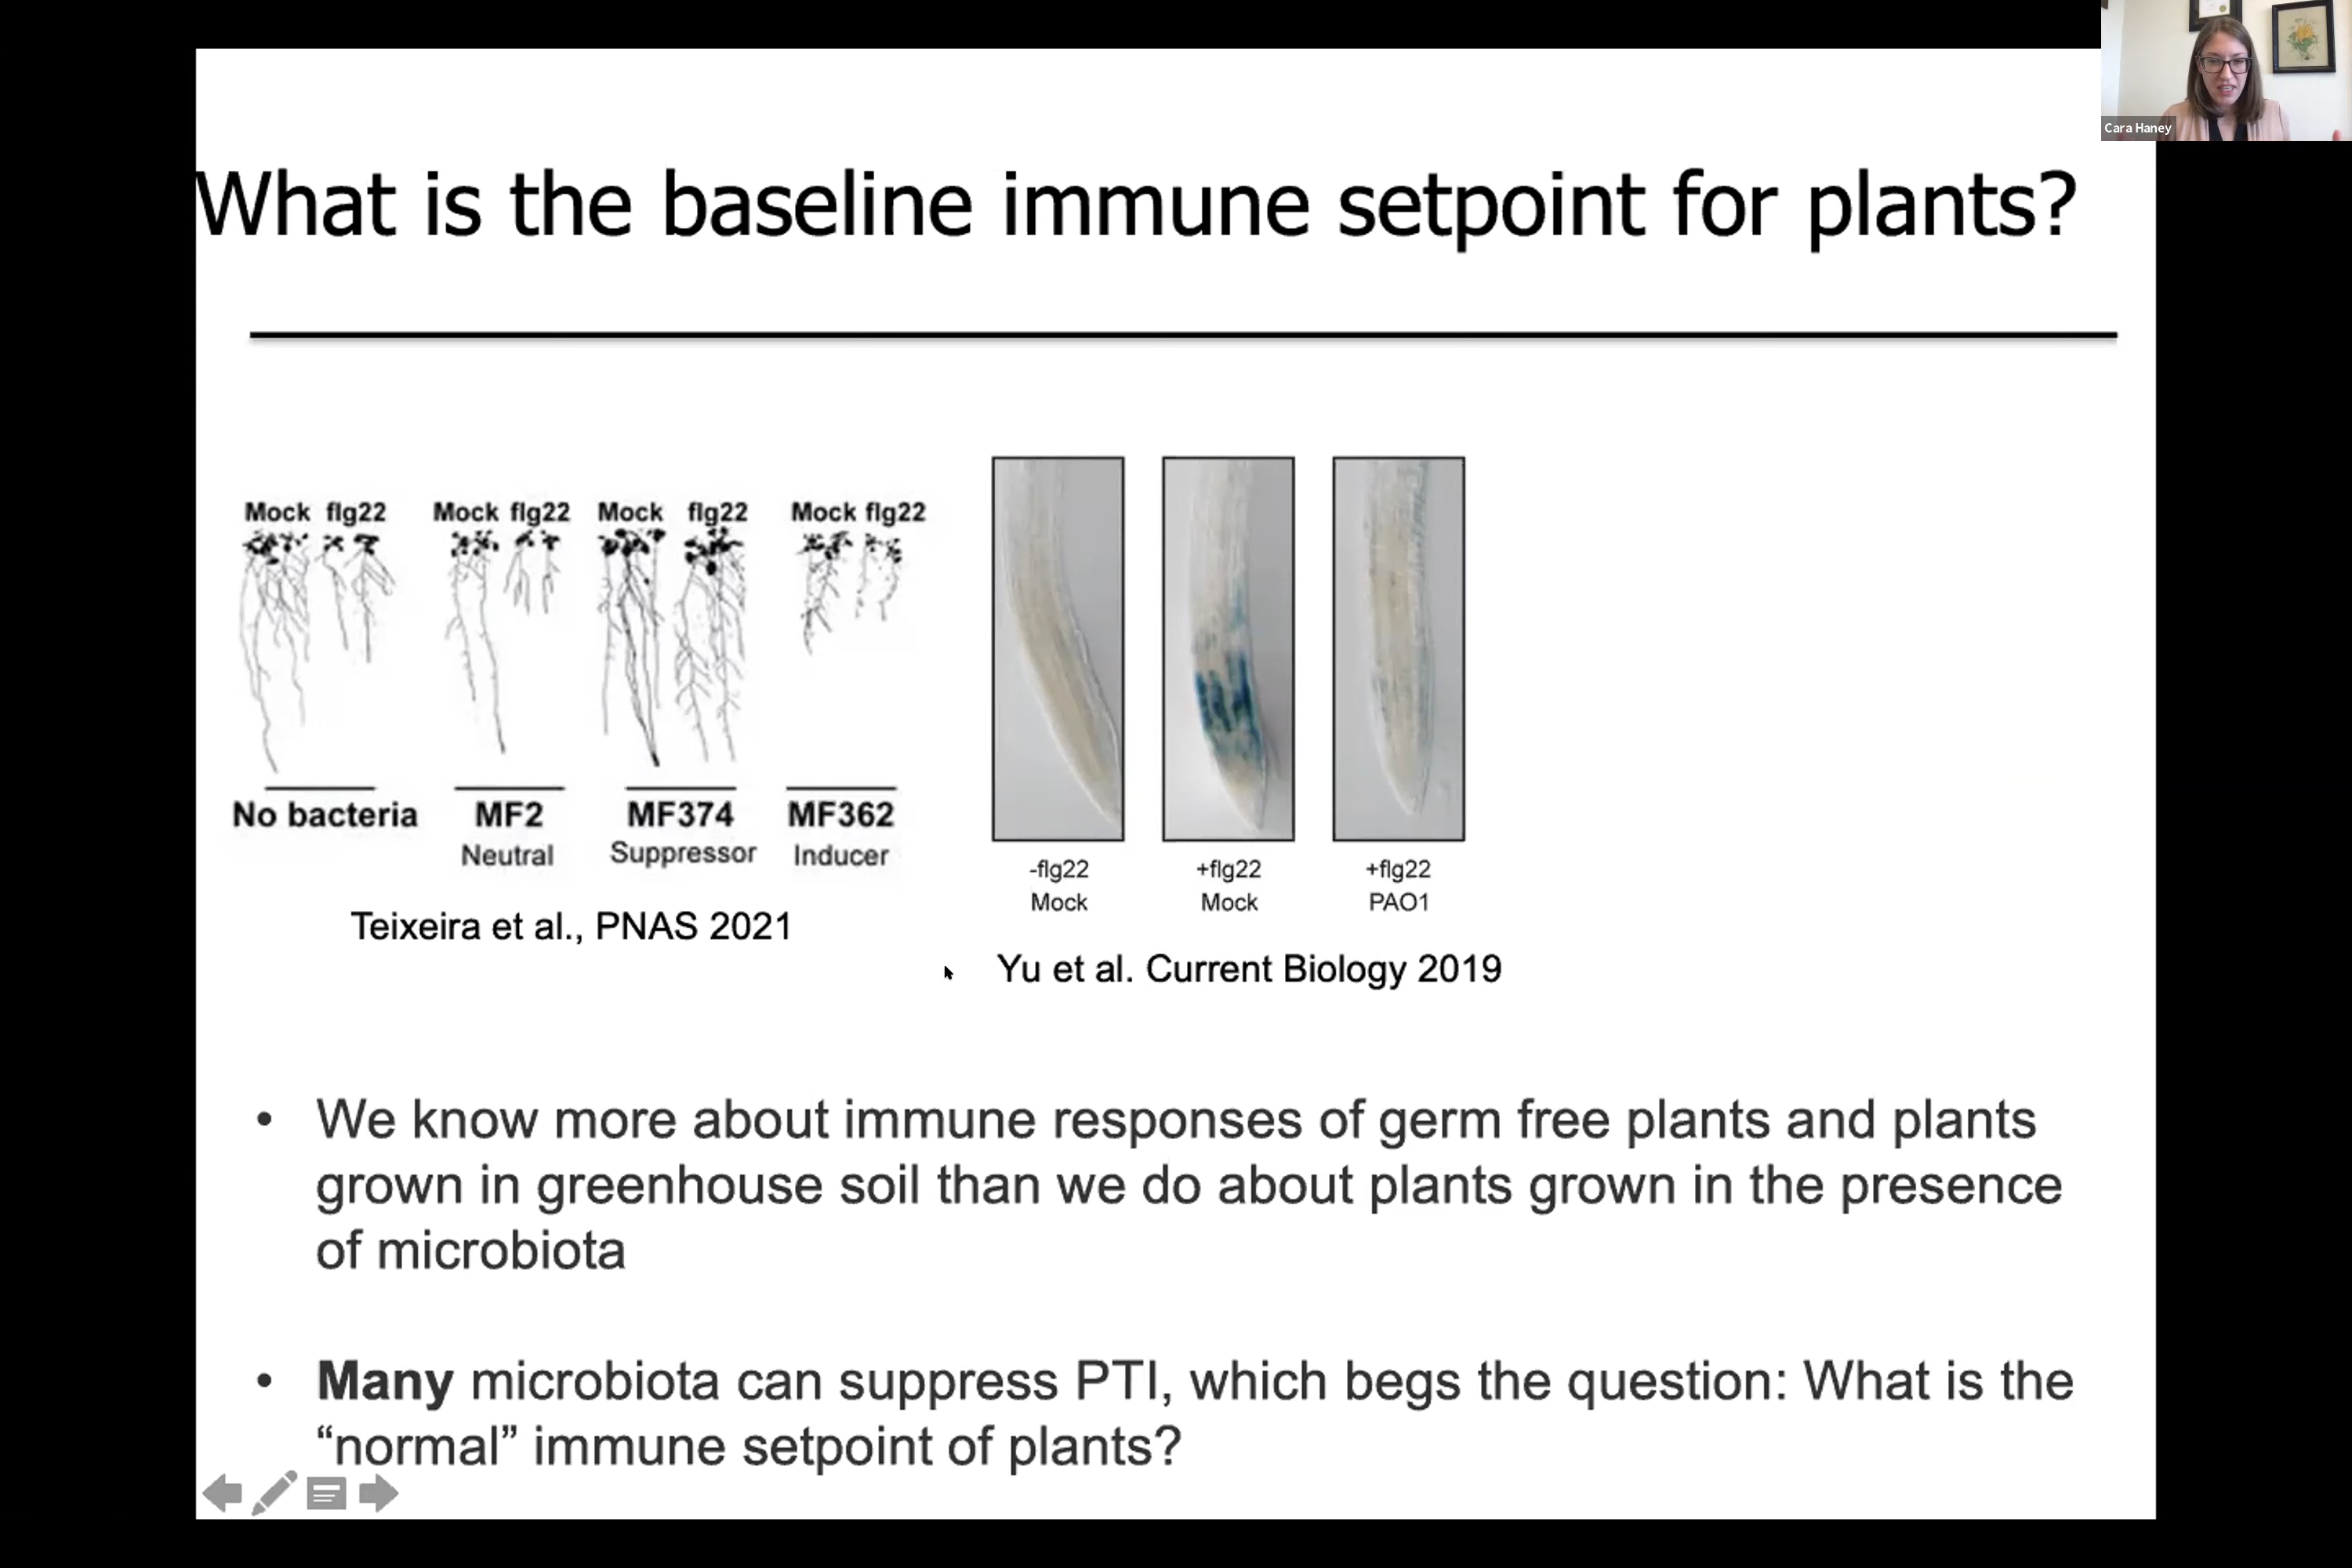 Cara Haney
What is the baseline immune setpoint for plants?
Mock flg22 Mock flg22 Mock flg22 Mock flg22
No bacteria MF2 MF374 MF362
Neutral Suppressor Inducer
Teixeira et al., PNAS 2021
-flg22 +flg22 +flg22
Mock Mock PAO1
Yu et al. Current Biology 2019
• We know more about immune responses of germ free plants and plants
grown in greenhouse soil than we do about plants grown in the presence
of microbiota
• Many microbiota can suppress PTI, which begs the question: What is the
“normal” immune setpoint of plants?